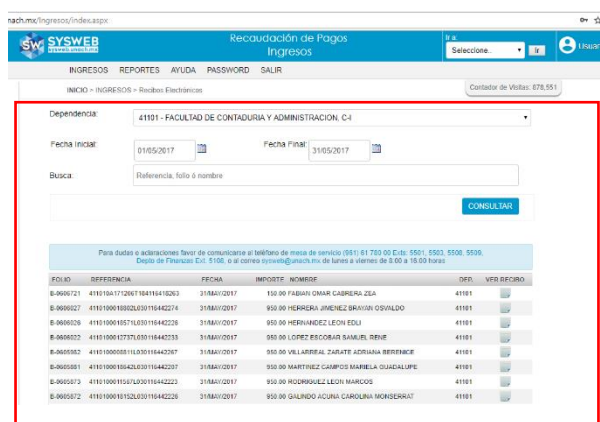 nach.mx/Ingresos/index.aspx
SYSWEB
sysweb.unach.mx
Recaudación de Pagos
Ingresos
Ir a:
Seleccione..
Ir
Usuar
INGRESOS REPORTES AYUDA PASSWORD SALIR
INICIO > INGRESOS > Recibos Electrónicos
Contador de Visitas: 878,551
Dependencia:
41101 - FACULTAD DE CONTADURIA Y ADMINISTRACION, C-I
Fecha Inicial:
01/05/2017
Fecha Final:
31/05/2017
Busca:
Referencia, folio ó nombre
CONSULTAR
Para dudas o aclaraciones favor de comunicarse al teléfono de mesa de servicio (961) 61 780 00 Exts: 5501, 5503, 5508, 5509,
Depto de Finanzas Ext. 5108, o al correo sysweb@unach.mx de lunes a viernes de 8:00 a 16:00 horas
FOLIO REFERENCIA FECHA IMPORTE NOMBRE DEP. VER RECIBO
31/MAY/2017 150.00 FABIAN OMAR CABRERA ZEA 41101
31/MAY/2017 950.00 HERRERA JIMENEZ BRAYAN OSVALDO 41101
31/MAY/2017 950.00 HERNANDEZ LEON EDLI 41101
31/MAY/2017 950.00 LOPEZ ESCOBAR SAMUEL RENE 41101
31/MAY/2017 950.00 VILLARREAL ZARATE ADRIANA BERENICE 41101
31/MAY/2017 950.00 MARTINEZ CAMPOS MARIELA GUADALUPE 41101
31/MAY/2017 950.00 RODRIGUEZ LEON MARCOS 41101
31/MAY/2017 950.00 GALINDO ACUNA CAROLINA MONSERRAT 41101